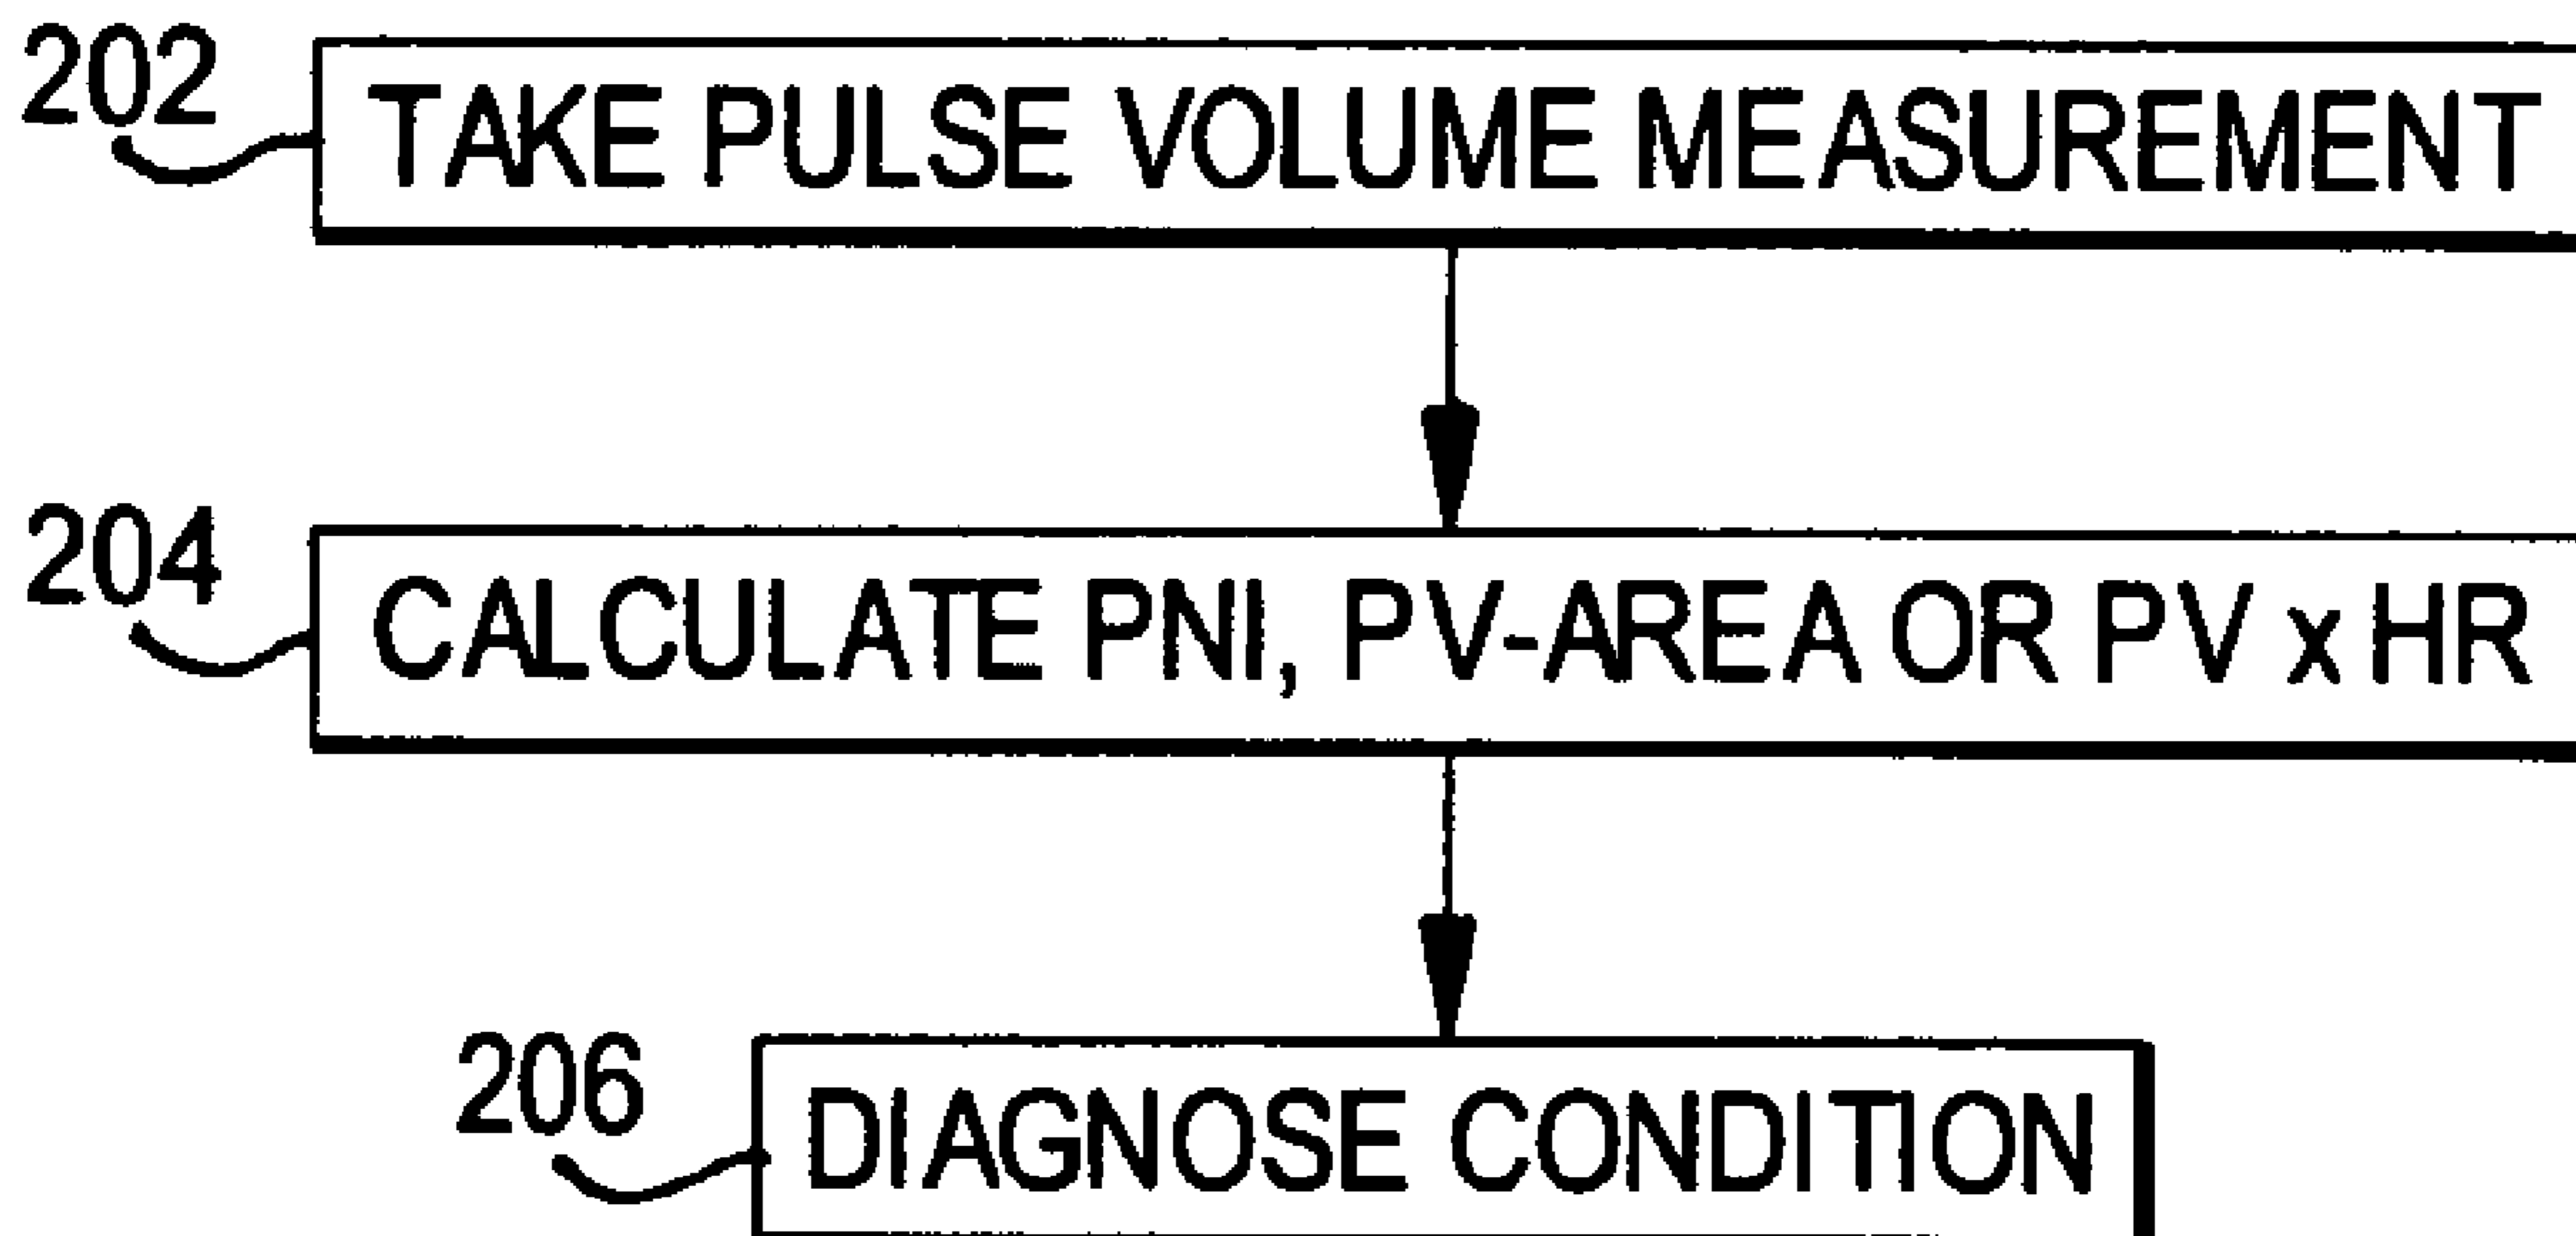 202
TAKE PULSE VOLUME MEASUREMENT
204
CALCULATE PNI, PV-AREA OR PV x HR
206
DIAGNOSE CONDITION